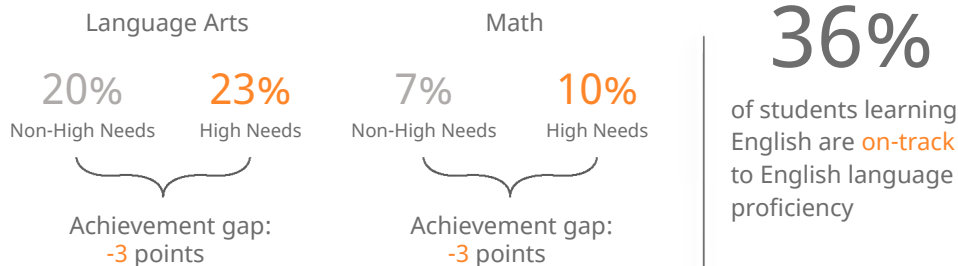 Language Arts
20%
23%
Non-High Needs
High Needs
Achievement gap:
-3 points
Math
7%
10%
Non-High Needs
High Needs
Achievement gap:
-3 points
36%
of students learning
English are on-track
to English language
proficiency